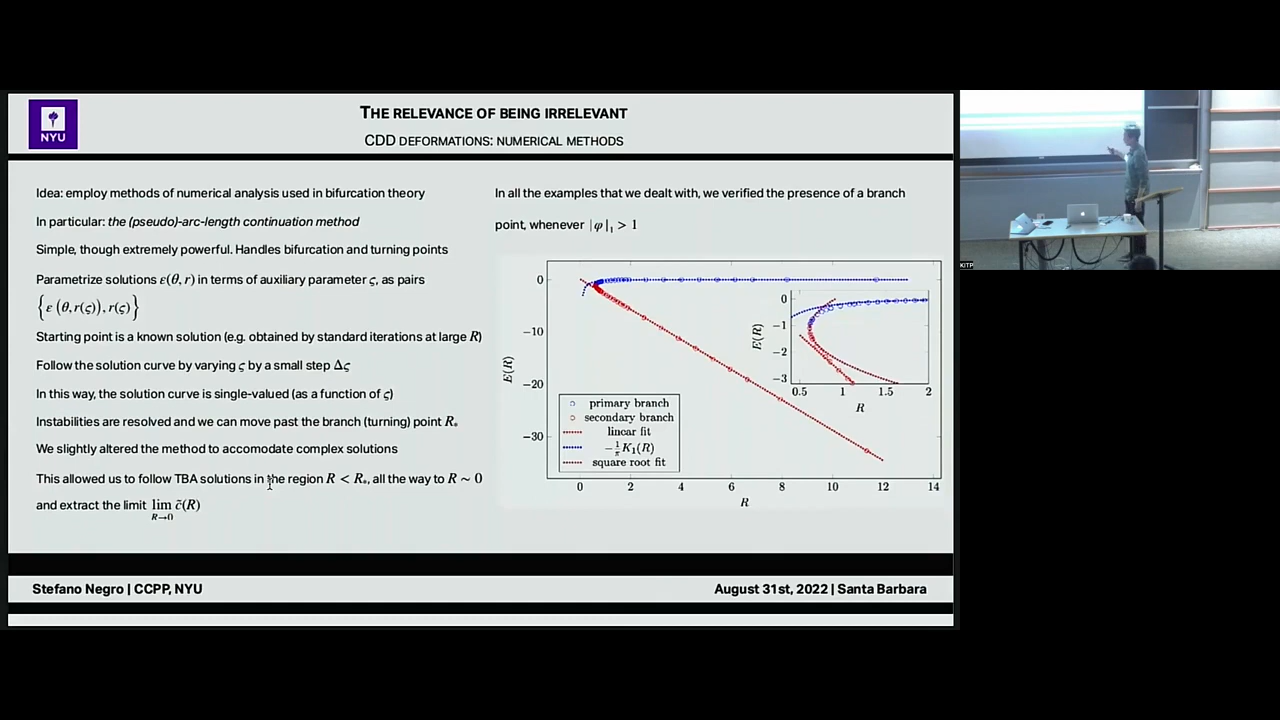 NYU
THE RELEVANCE OF BEING IRRELEVANT
CDD DEFORMATIONS: NUMERICAL METHODS
Idea: employ methods of numerical analysis used in bifurcation theory
In particular: the (pseudo)-arc-length continuation method
Simple, though extremely powerful. Handles bifurcation and turning points
Parametrize solutions ε(θ, r) in terms of auxiliary parameter ς, as pairs
{ε (θ, r(ς)), r(ς)}
Starting point is a known solution (e.g. obtained by standard iterations at large R)
Follow the solution curve by varying ς by a small step Δς
In this way, the solution curve is single-valued (as a function of ς)
Instabilities are resolved and we can move past the branch (turning) point R*
We slightly altered the method to accomodate complex solutions
This allowed us to follow TBA solutions in the region R < R*, all the way to R ~ 0
and extract the limit lim c̃(R)
R→0
In all the examples that we dealt with, we verified the presence of a branch
point, whenever |φ|₁ > 1
0
−10
−20
−30
E(R)
0 2 4 6 8 10 12 14
R
primary branch
secondary branch
linear fit
−1/π K₁(R)
square root fit
0
−1
−2
−3
E(R)
0.5 1 1.5 2
R
Stefano Negro | CCPP, NYU
August 31st, 2022 | Santa Barbara
KITP